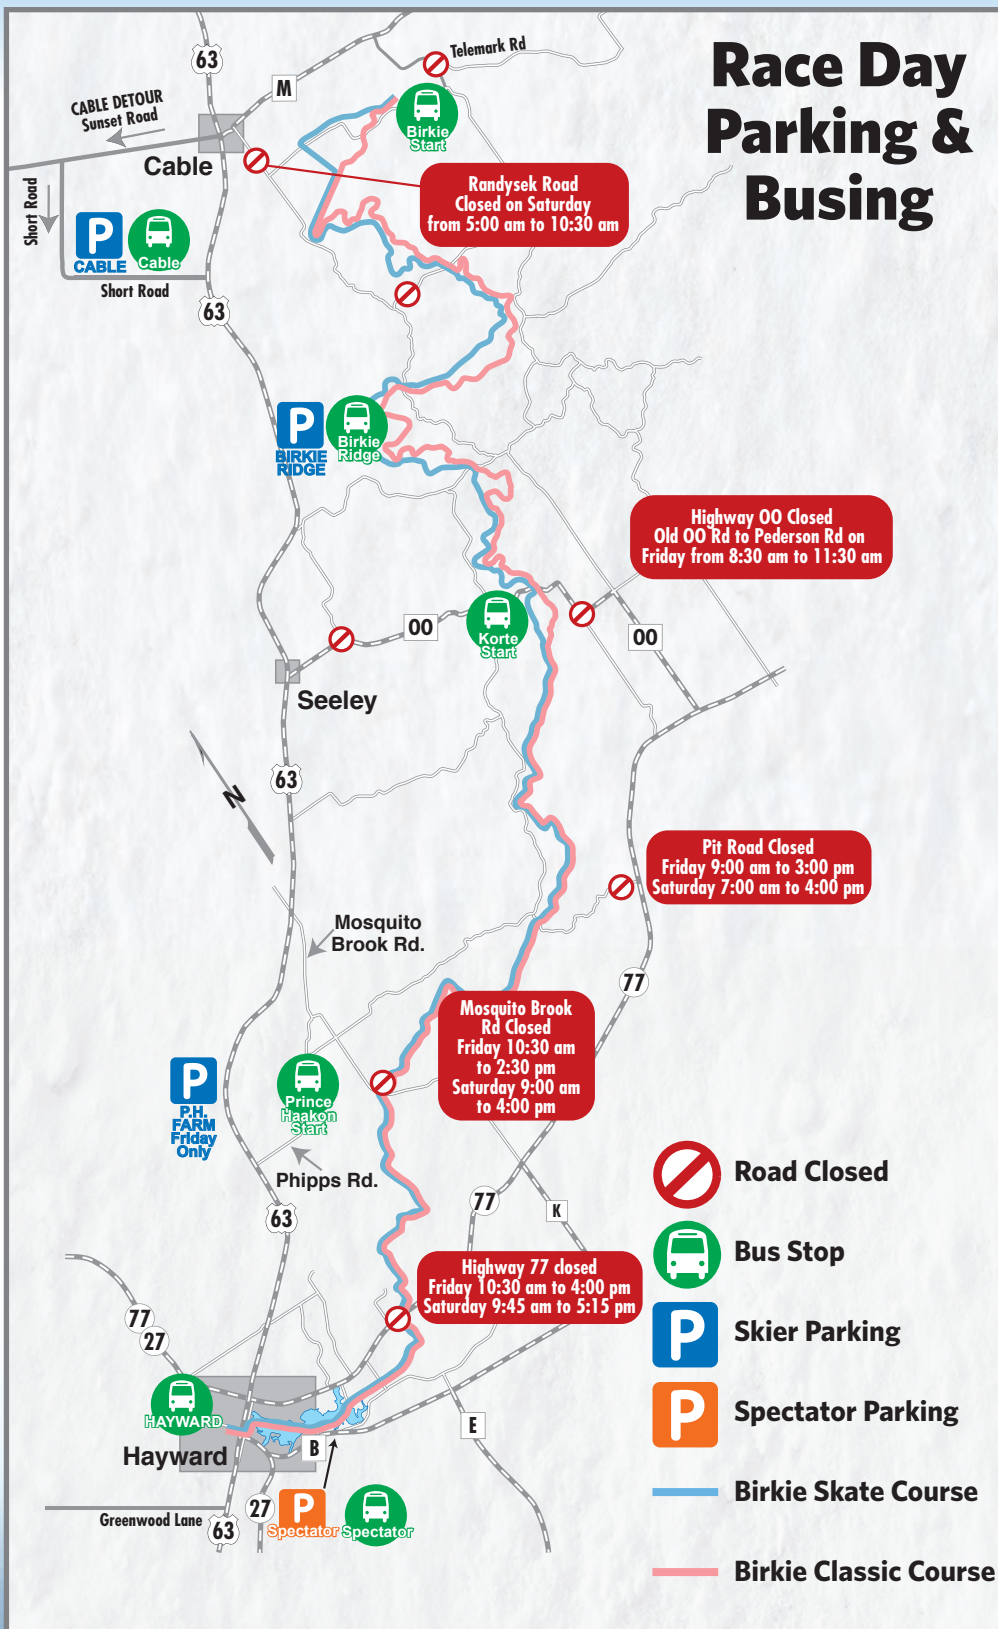 Race Day
Parking &
Busing
63
Telemark Rd
M
CABLE DETOUR
Sunset Road
Birkie
Start
Cable
Randysek Road
Closed on Saturday
from 5:00 am to 10:30 am
Short Road
P
CABLE
Cable
Short Road
63
P
BIRKIE
RIDGE
Birkie
Ridge
Highway OO Closed
Old OO Rd to Pederson Rd on
Friday from 8:30 am to 11:30 am
OO
Korte
Start
OO
Seeley
63
N
Pit Road Closed
Friday 9:00 am to 3:00 pm
Saturday 7:00 am to 4:00 pm
Mosquito
Brook Rd.
77
Mosquito Brook
Rd Closed
Friday 10:30 am
to 2:30 pm
Saturday 9:00 am
to 4:00 pm
P
P.H.
FARM
Friday
Only
Prince
Haakon
Start
Phipps Rd.
63
77
K
Road Closed
Bus Stop
P
Skier Parking
P
Spectator Parking
Birkie Skate Course
Birkie Classic Course
Highway 77 closed
Friday 10:30 am to 4:00 pm
Saturday 9:45 am to 5:15 pm
77
27
HAYWARD
Hayward
B
E
Greenwood Lane
63
27
P
Spectator
Spectator